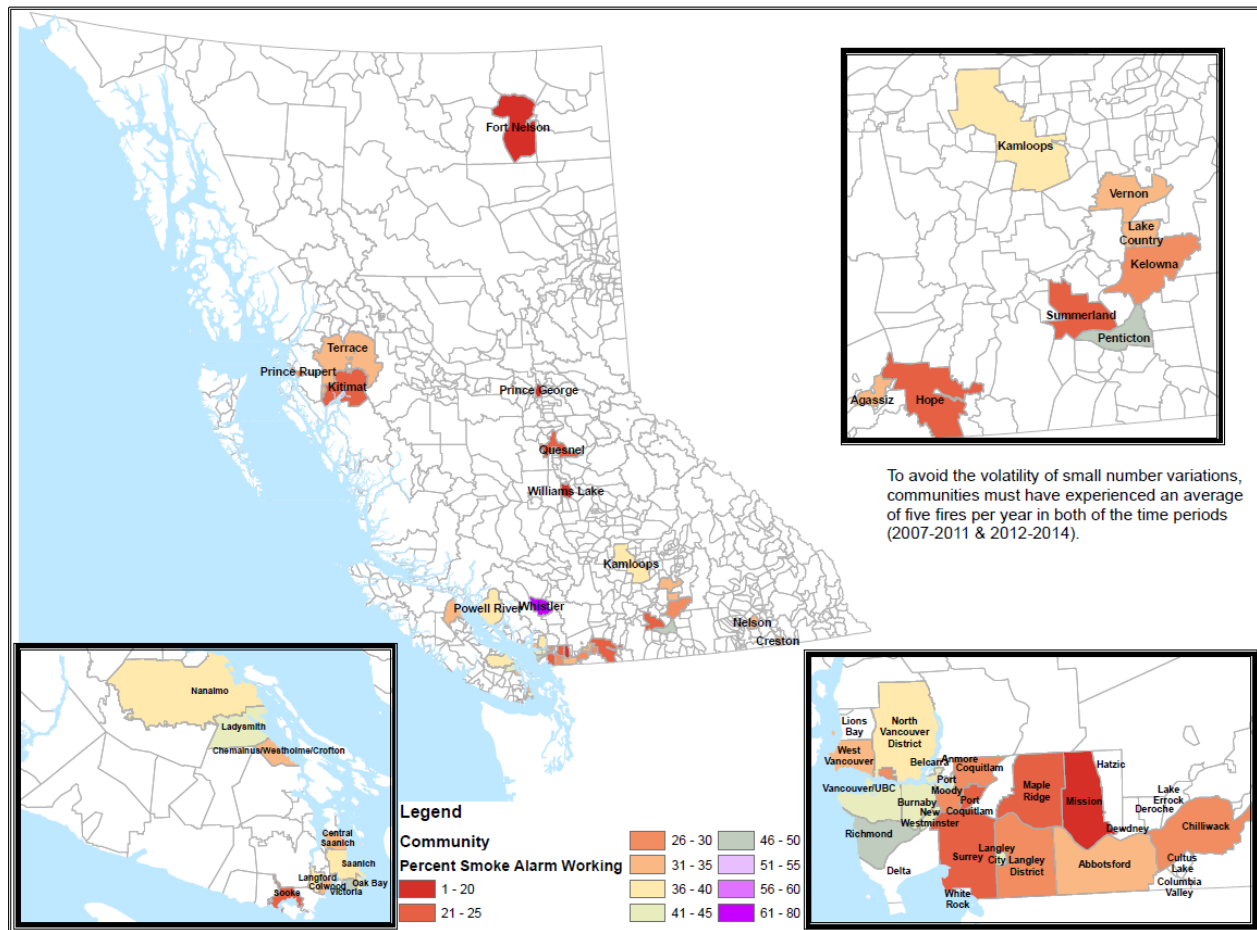 Fort Nelson
Terrace
Prince Rupert
Kitimat
Prince George
Quesnel
Williams Lake
Kamloops
Powell River
Whistler
Nelson
Creston
Kamloops
Vernon
Lake
Country
Kelowna
Summerland
Penticton
Agassiz
Hope
To avoid the volatility of small number variations,
communities must have experienced an average
of five fires per year in both of the time periods
(2007-2011 & 2012-2014).
Nanaimo
Ladysmith
Chemainus/Westholme/Crofton
Central
Saanich
Saanich
Langford
Colwood
Oak Bay
Victoria
Sooke
Legend
Community
Percent Smoke Alarm Working
1 - 20
21 - 25
26 - 30
31 - 35
36 - 40
41 - 45
46 - 50
51 - 55
56 - 60
61 - 80
Lions
Bay
North
Vancouver
District
West
Vancouver
Belcarra
Anmore
Coquitlam
Port
Moody
Vancouver/UBC
Burnaby
New
Westminster
Port
Coquitlam
Maple
Ridge
Mission
Hatzic
Lake
Errock
Deroche
Dewdney
Chilliwack
Richmond
Delta
Surrey
Langley
City
Langley
District
Abbotsford
White
Rock
Cultus
Lake
Columbia
Valley